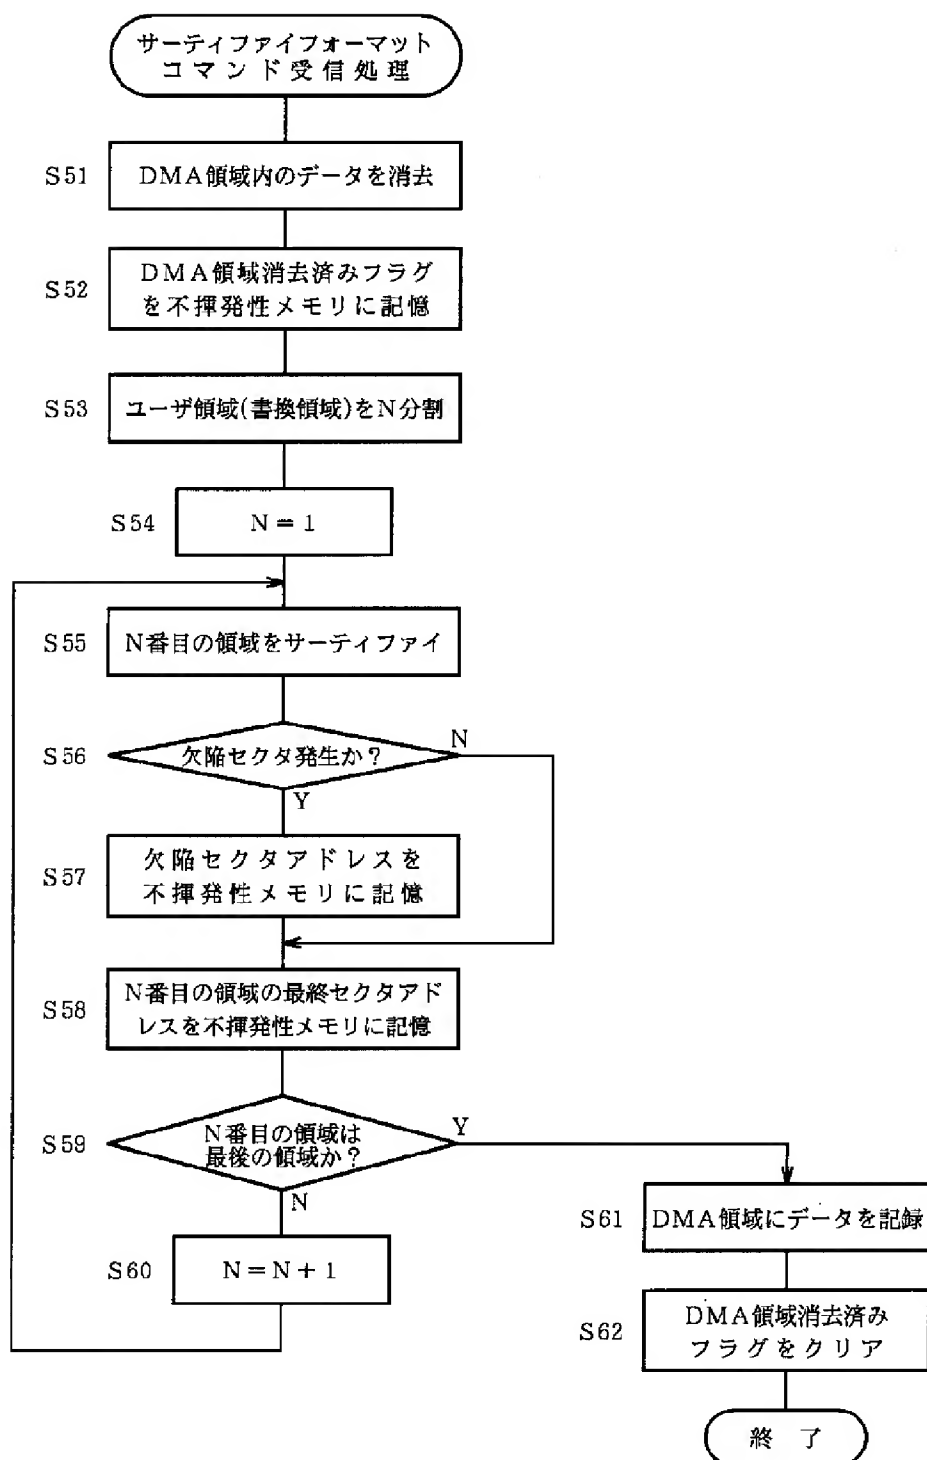 サーティファイフォーマット
コマンド受信処理
S51
DMA領域内のデータを消去
S52
DMA領域消去済みフラグ
を不揮発性メモリに記憶
S53
ユーザ領域(書換領域)をN分割
S54
N=1
S55
N番目の領域をサーティファイ
S56
欠陥セクタ発生か?
N
Y
S57
欠陥セクタアドレスを
不揮発性メモリに記憶
S58
N番目の領域の最終セクタアド
レスを不揮発性メモリに記憶
S59
N番目の領域は
最後の領域か?
Y
N
S60
N=N+1
S61
DMA領域にデータを記録
S62
DMA領域消去済み
フラグをクリア
終了